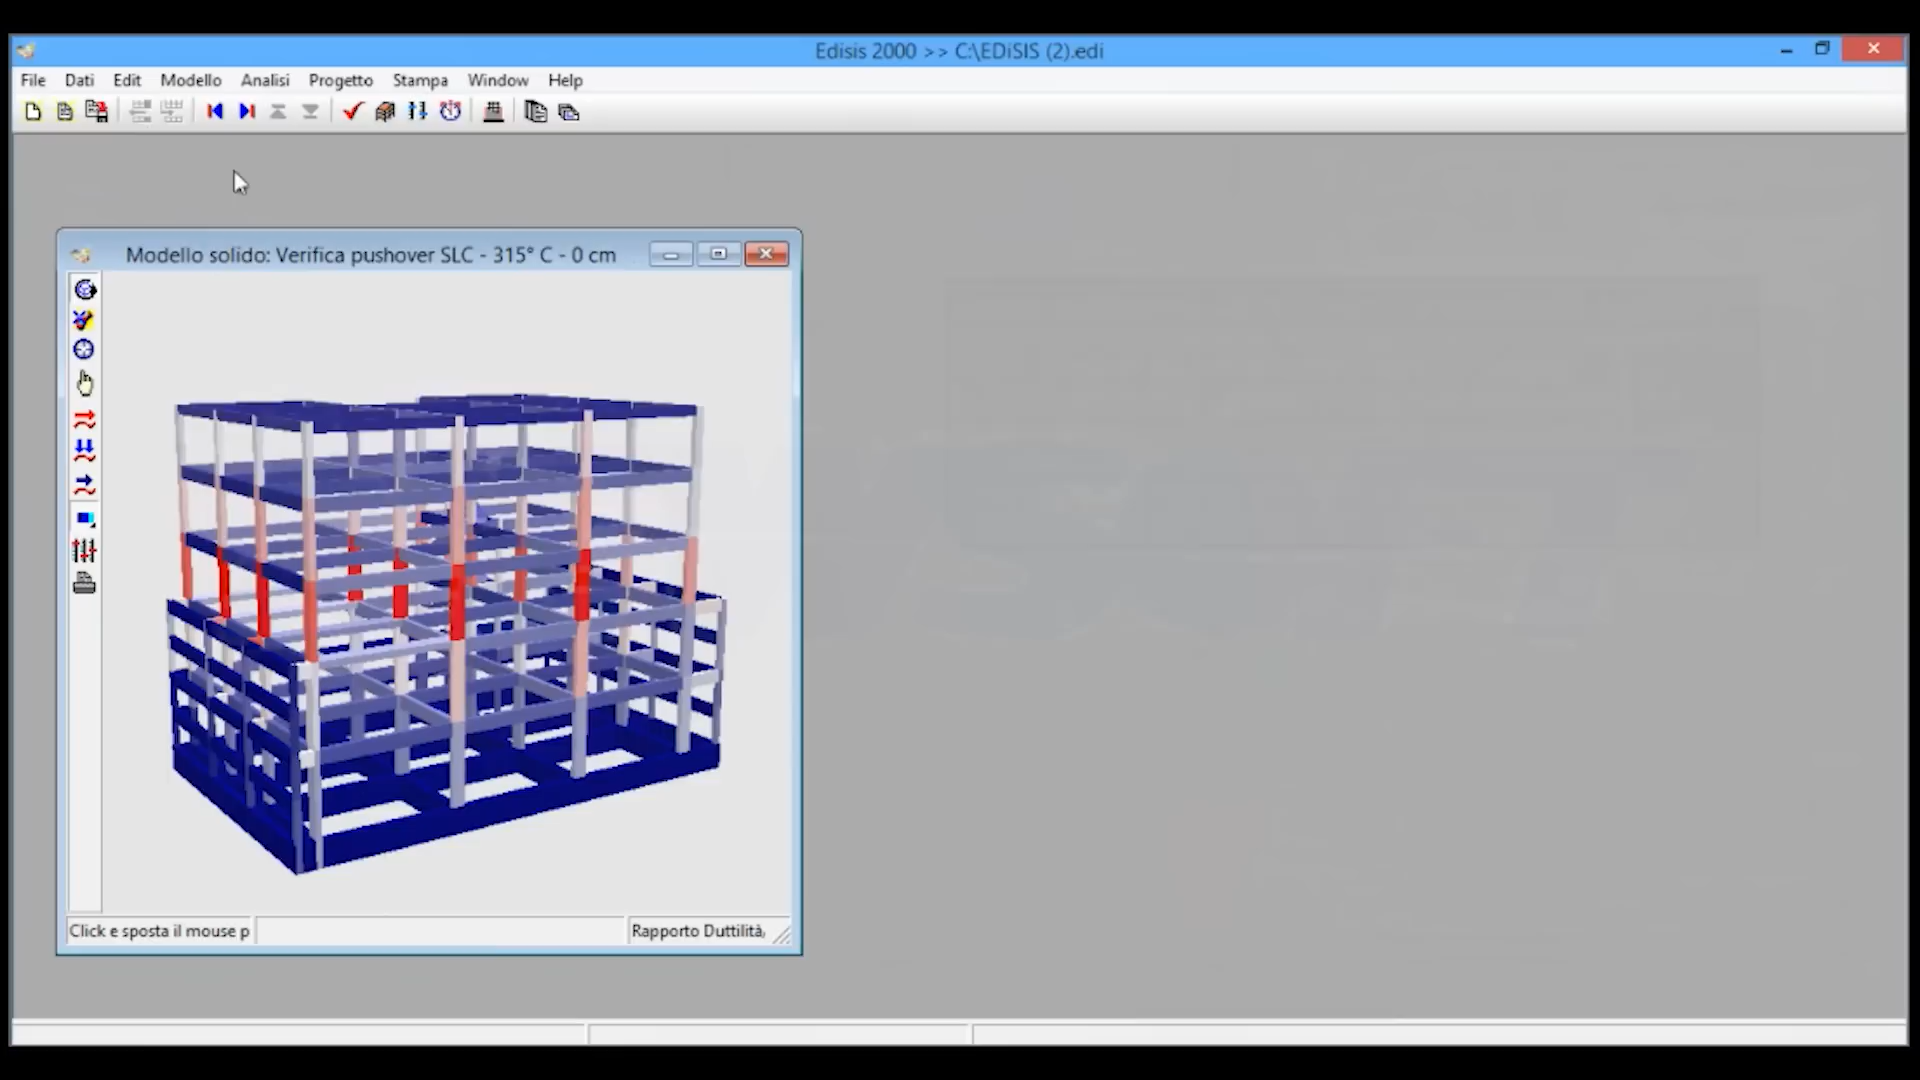 Edisis 2000 >> C:\EDiSIS (2).edi
File Dati Edit Modello Analisi Progetto Stampa Window Help
Modello solido: Verifica pushover SLC - 315° C - 0 cm
Click e sposta il mouse p
Rapporto Duttilità,